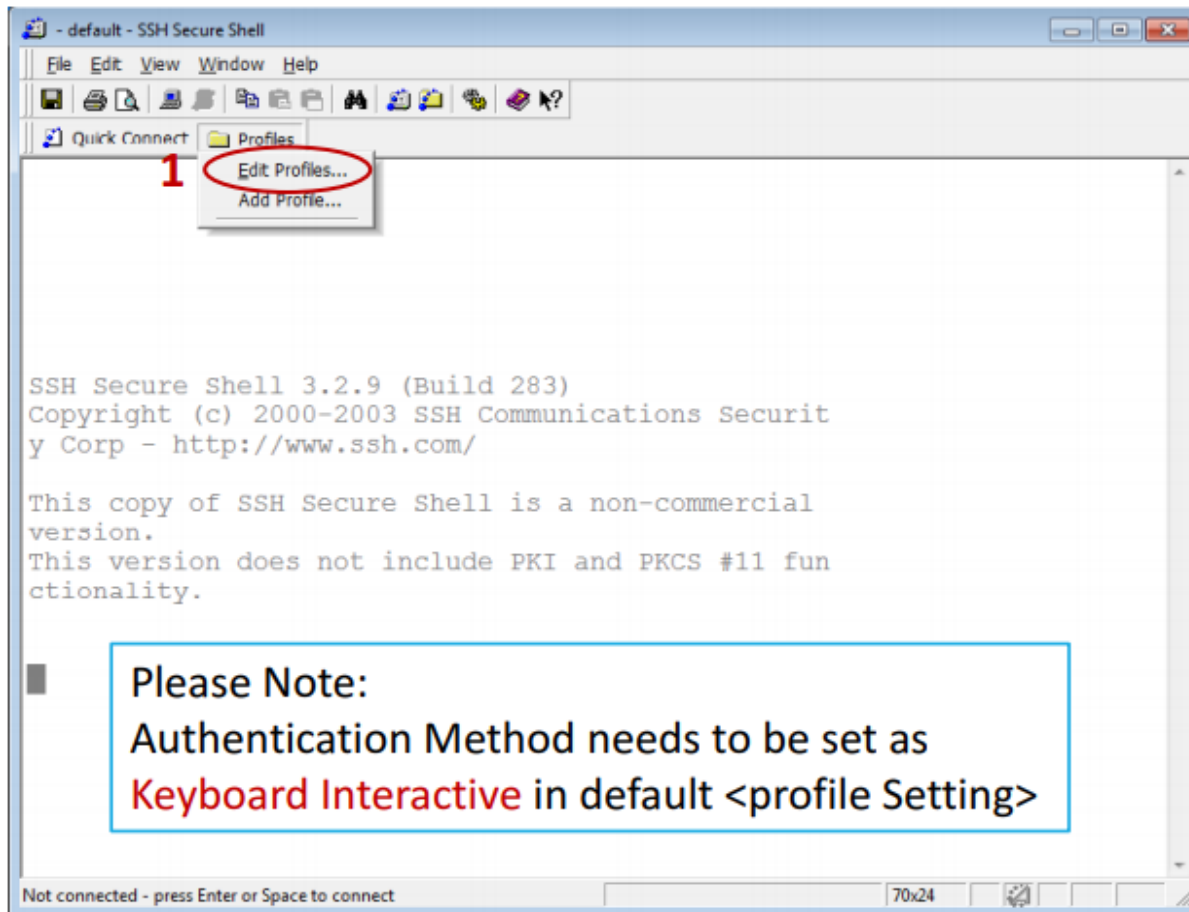 - default - SSH Secure Shell
File Edit View Window Help
Quick Connect Profiles
1 Edit Profiles...
Add Profile...
SSH Secure Shell 3.2.9 (Build 283)
Copyright (c) 2000-2003 SSH Communications Securit
y Corp - http://www.ssh.com/
This copy of SSH Secure Shell is a non-commercial
version.
This version does not include PKI and PKCS #11 fun
ctionality.
Please Note:
Authentication Method needs to be set as
Keyboard Interactive in default <profile Setting>
Not connected - press Enter or Space to connect 70x24